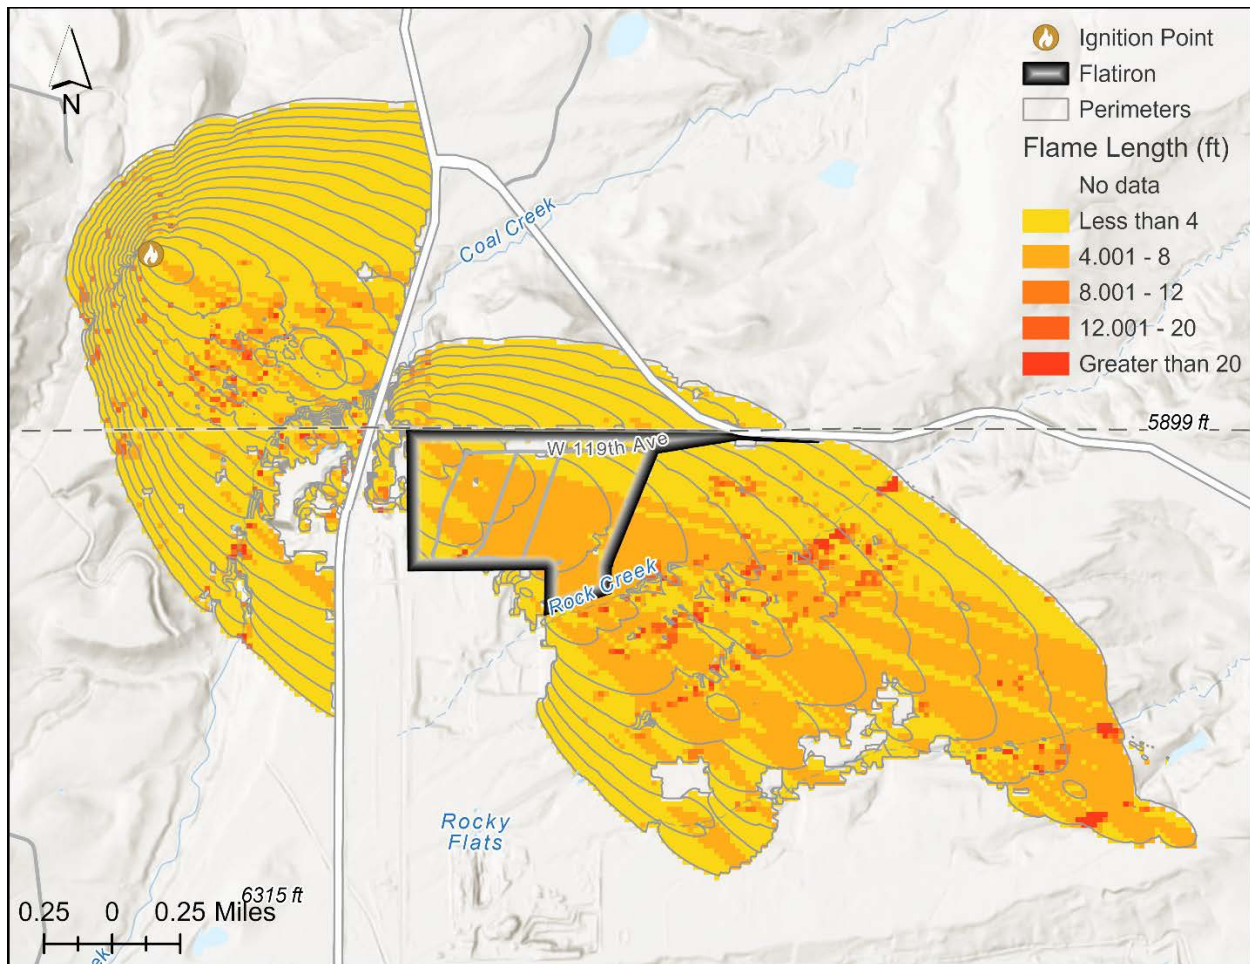 N
Ignition Point
Flatiron
Perimeters
Flame Length (ft)
No data
Less than 4
4.001 - 8
8.001 - 12
12.001 - 20
Greater than 20
Coal Creek
5899 ft
W 119th Ave
Rock Creek
Rocky
Flats
6315 ft
0.25 0 0.25 Miles
ek